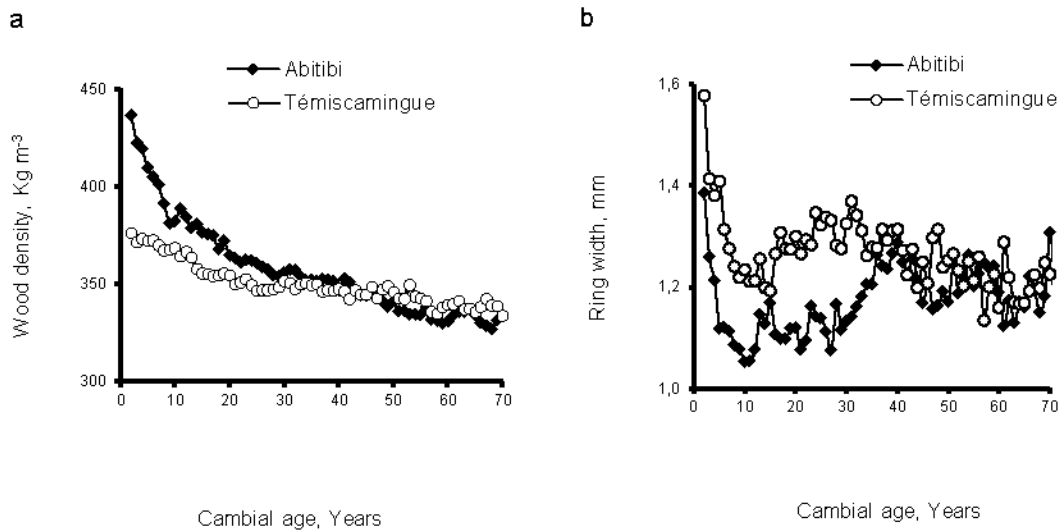 a
Abitibi
Témiscamingue
Wood density, Kg m-3
450
400
350
300
0 10 20 30 40 50 60 70
Cambial age, Years
b
Abitibi
Témiscamingue
Ring width, mm
1,6
1,4
1,2
1,0
0 10 20 30 40 50 60 70
Cambial age, Years